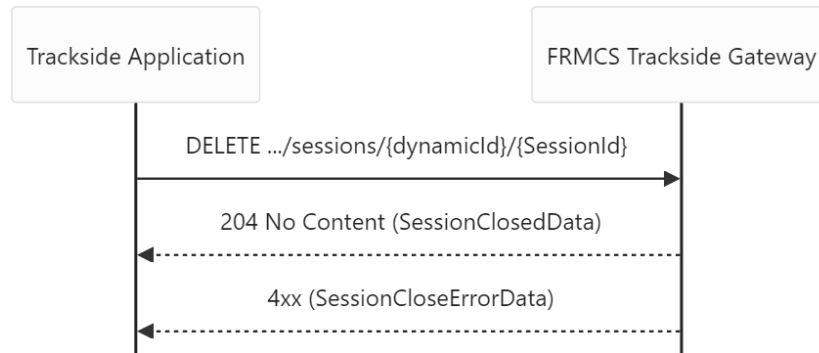 Trackside Application
FRMCS Trackside Gateway
DELETE .../sessions/{dynamicId}/{SessionId}
204 No Content (SessionClosedData)
4xx (SessionCloseErrorData)